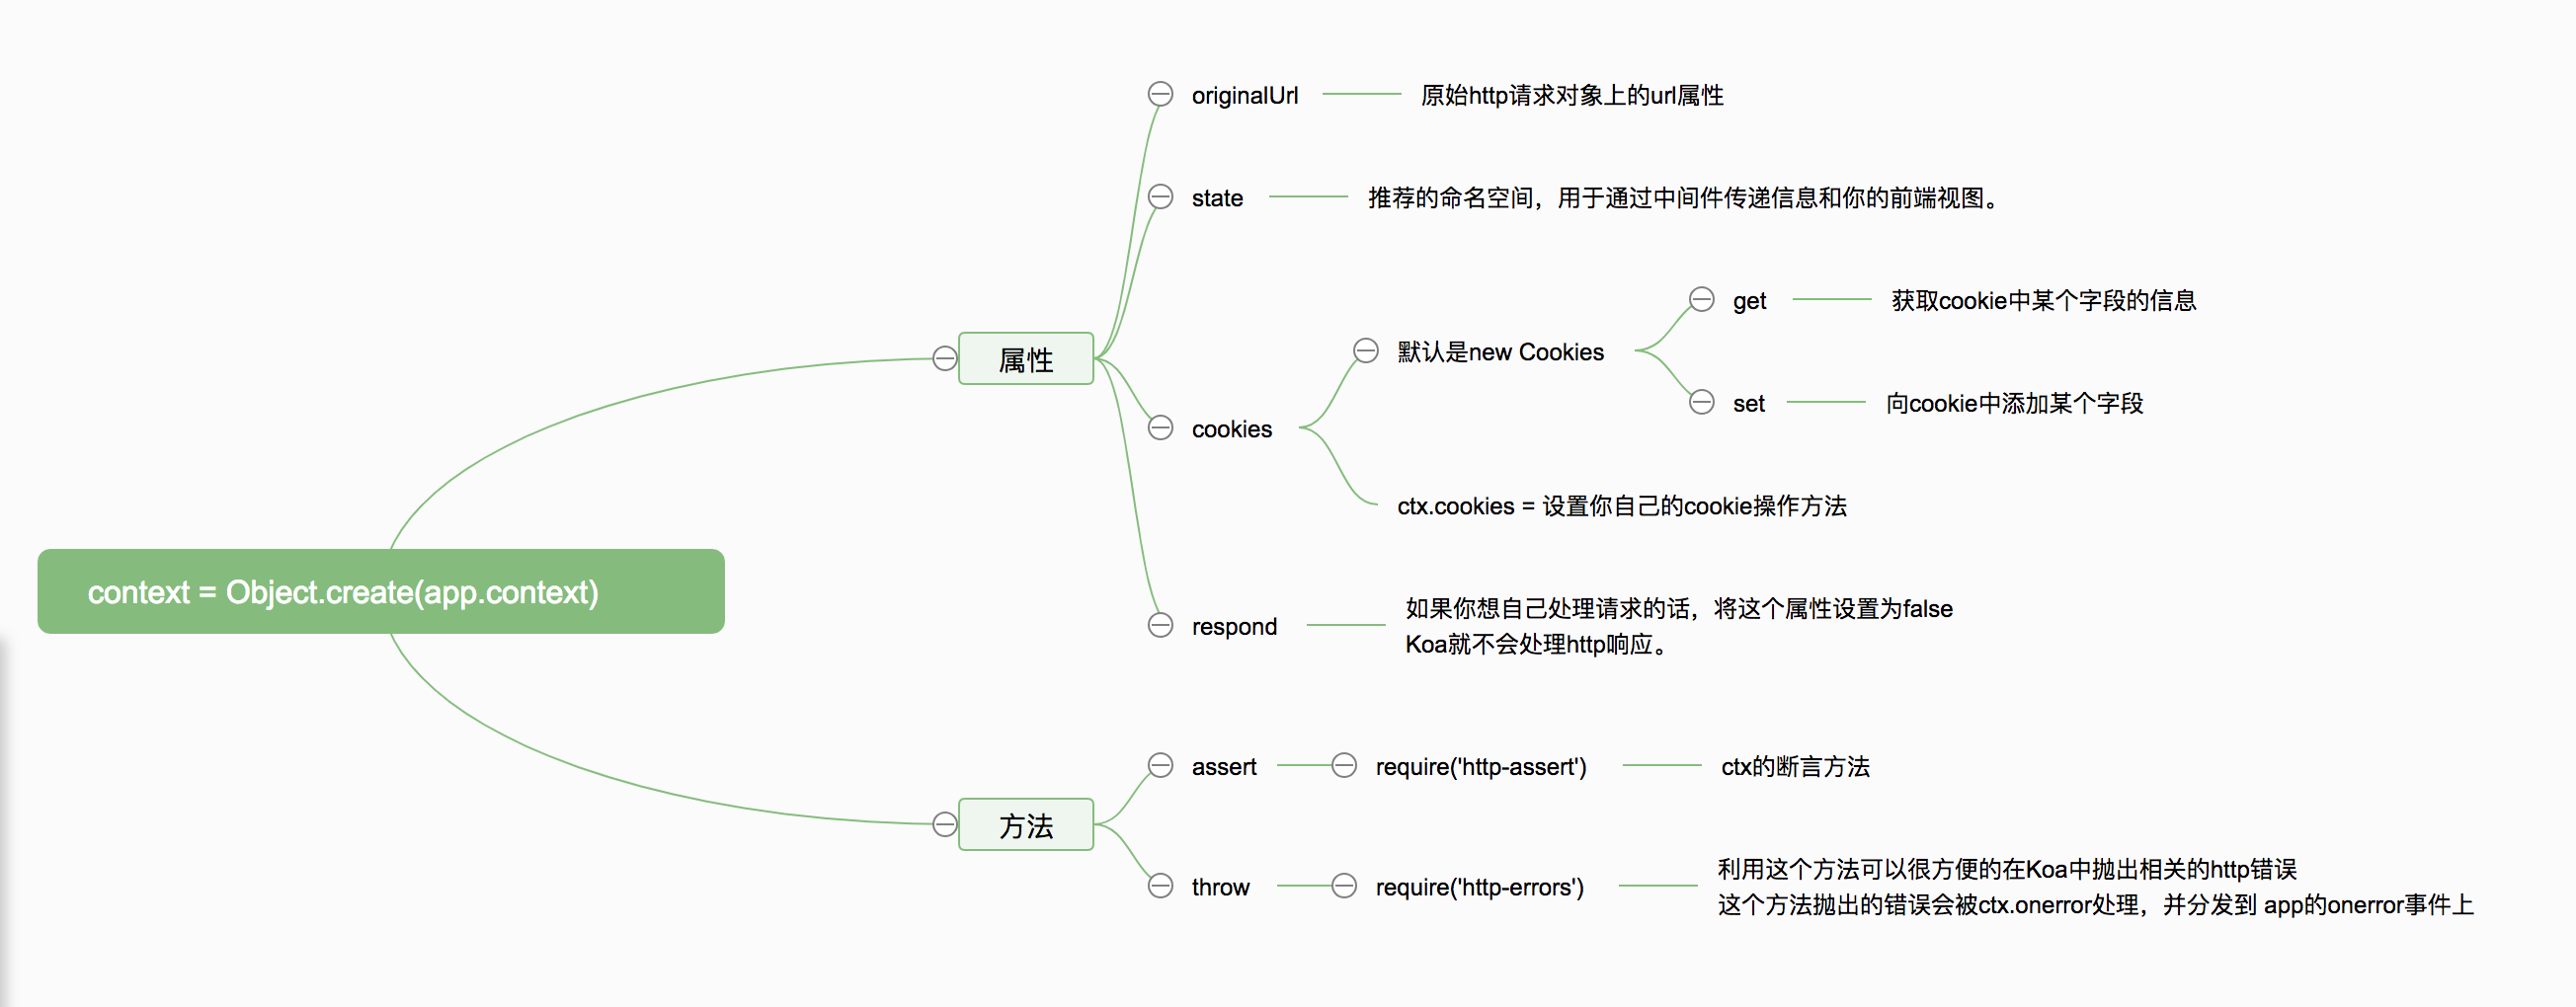 context = Object.create(app.context)
属性
originalUrl
原始http请求对象上的url属性
state
推荐的命名空间，用于通过中间件传递信息和你的前端视图。
cookies
默认是new Cookies
get
获取cookie中某个字段的信息
set
向cookie中添加某个字段
ctx.cookies = 设置你自己的cookie操作方法
respond
如果你想自己处理请求的话，将这个属性设置为false
Koa就不会处理http响应。
方法
assert
require('http-assert')
ctx的断言方法
throw
require('http-errors')
利用这个方法可以很方便的在Koa中抛出相关的http错误
这个方法抛出的错误会被ctx.onerror处理，并分发到 app的onerror事件上